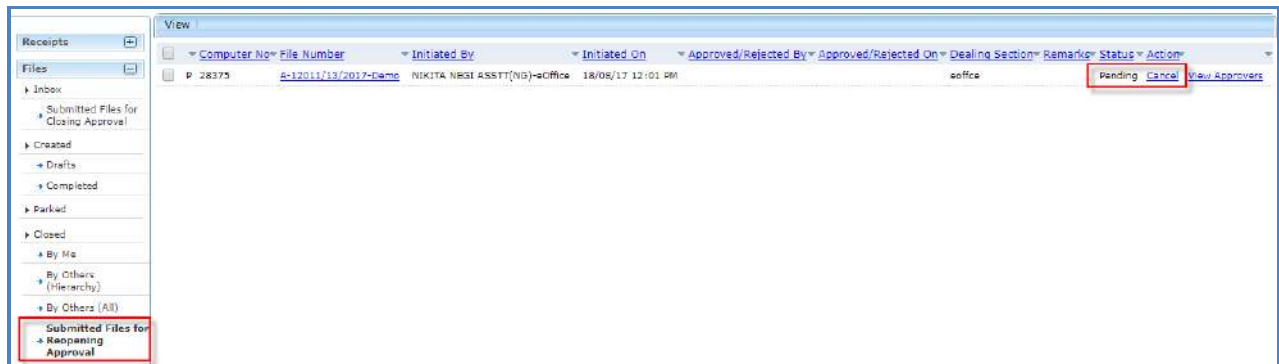 View
Receipts
Files
Inbox
Submitted Files for
Closing Approval
Created
Drafts
Completed
Parked
Closed
By Me
By Others
(Hierarchy)
By Others (All)
Submitted Files for
Reopening
Approval
Computer No File Number Initiated By Initiated On Approved/Rejected By Approved/Rejected On Dealing Section Remarks Status Action
P 28375 A-12011/13/2017-Demo NIKITA NEGI ASSTT(NG)-eOffice 18/08/17 12:01 PM eoffce Pending Cancel View Approvers